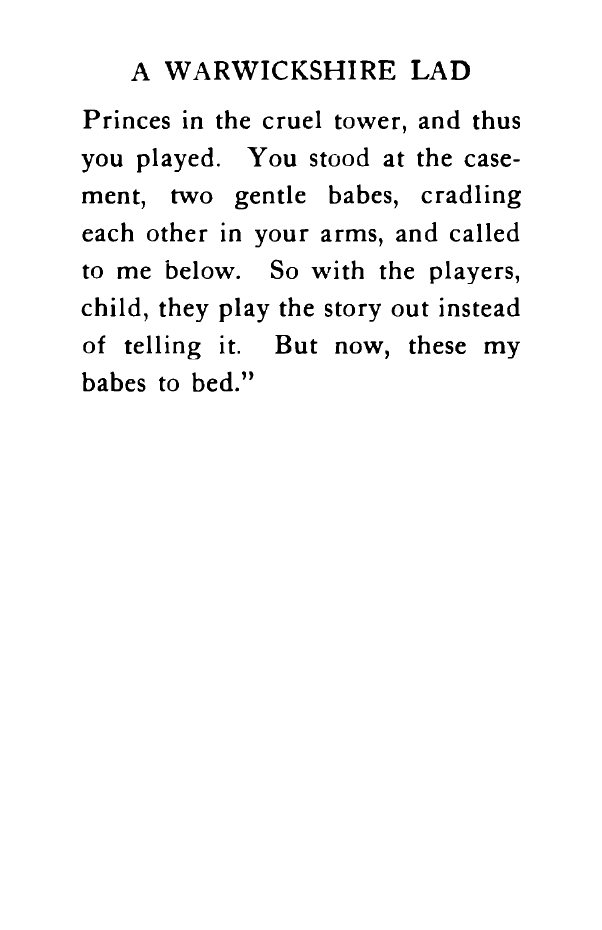 A WARWICKSHIRE LAD
Princes in the cruel tower, and thus
you played. You stood at the case-
ment, two gentle babes, cradling
each other in your arms, and called
to me below. So with the players,
child, they play the story out instead
of telling it. But now, these my
babes to bed.”